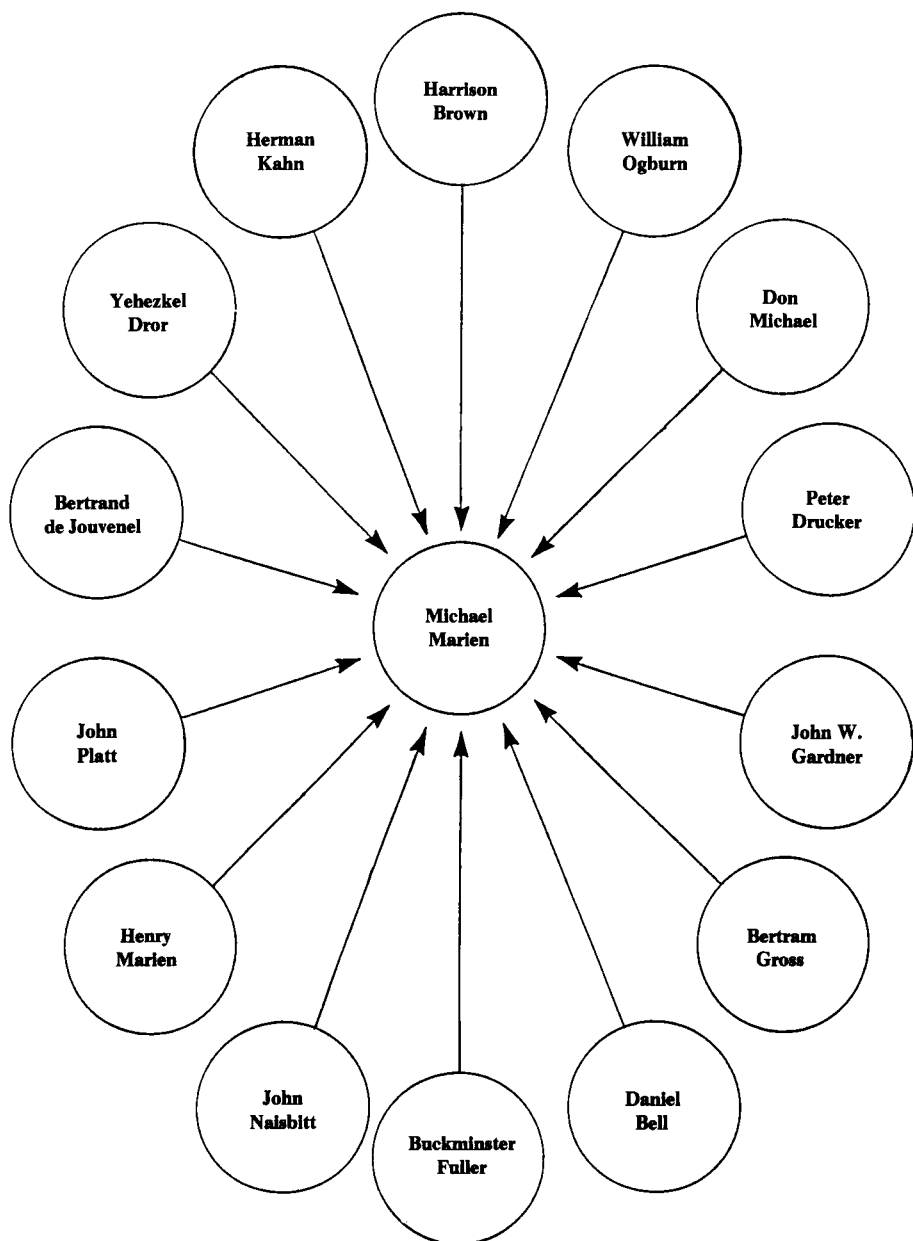 Harrison
Brown
Herman
Kahn
William
Ogburn
Yehezkel
Dror
Don
Michael
Bertrand
de Jouvenel
Peter
Drucker
Michael
Marien
John
Platt
John W.
Gardner
Henry
Marien
Bertram
Gross
John
Naisbitt
Daniel
Bell
Buckminster
Fuller